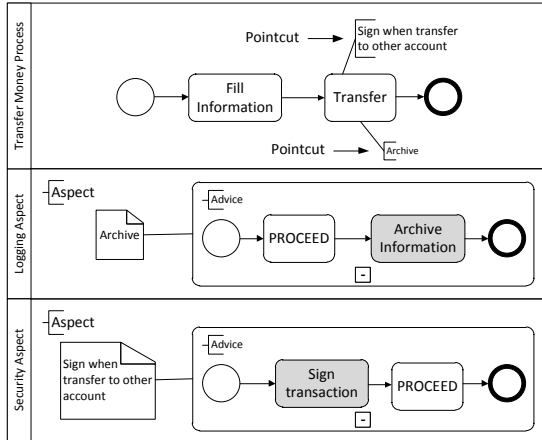 Transfer Money Process
Pointcut
Sign when transfer
to other account
Fill
Information
Transfer
Pointcut
Archive
Logging Aspect
Aspect
Archive
Advice
PROCEED
Archive
Information
-
Security Aspect
Aspect
Sign when
transfer to other
account
Advice
Sign
transaction
PROCEED
-